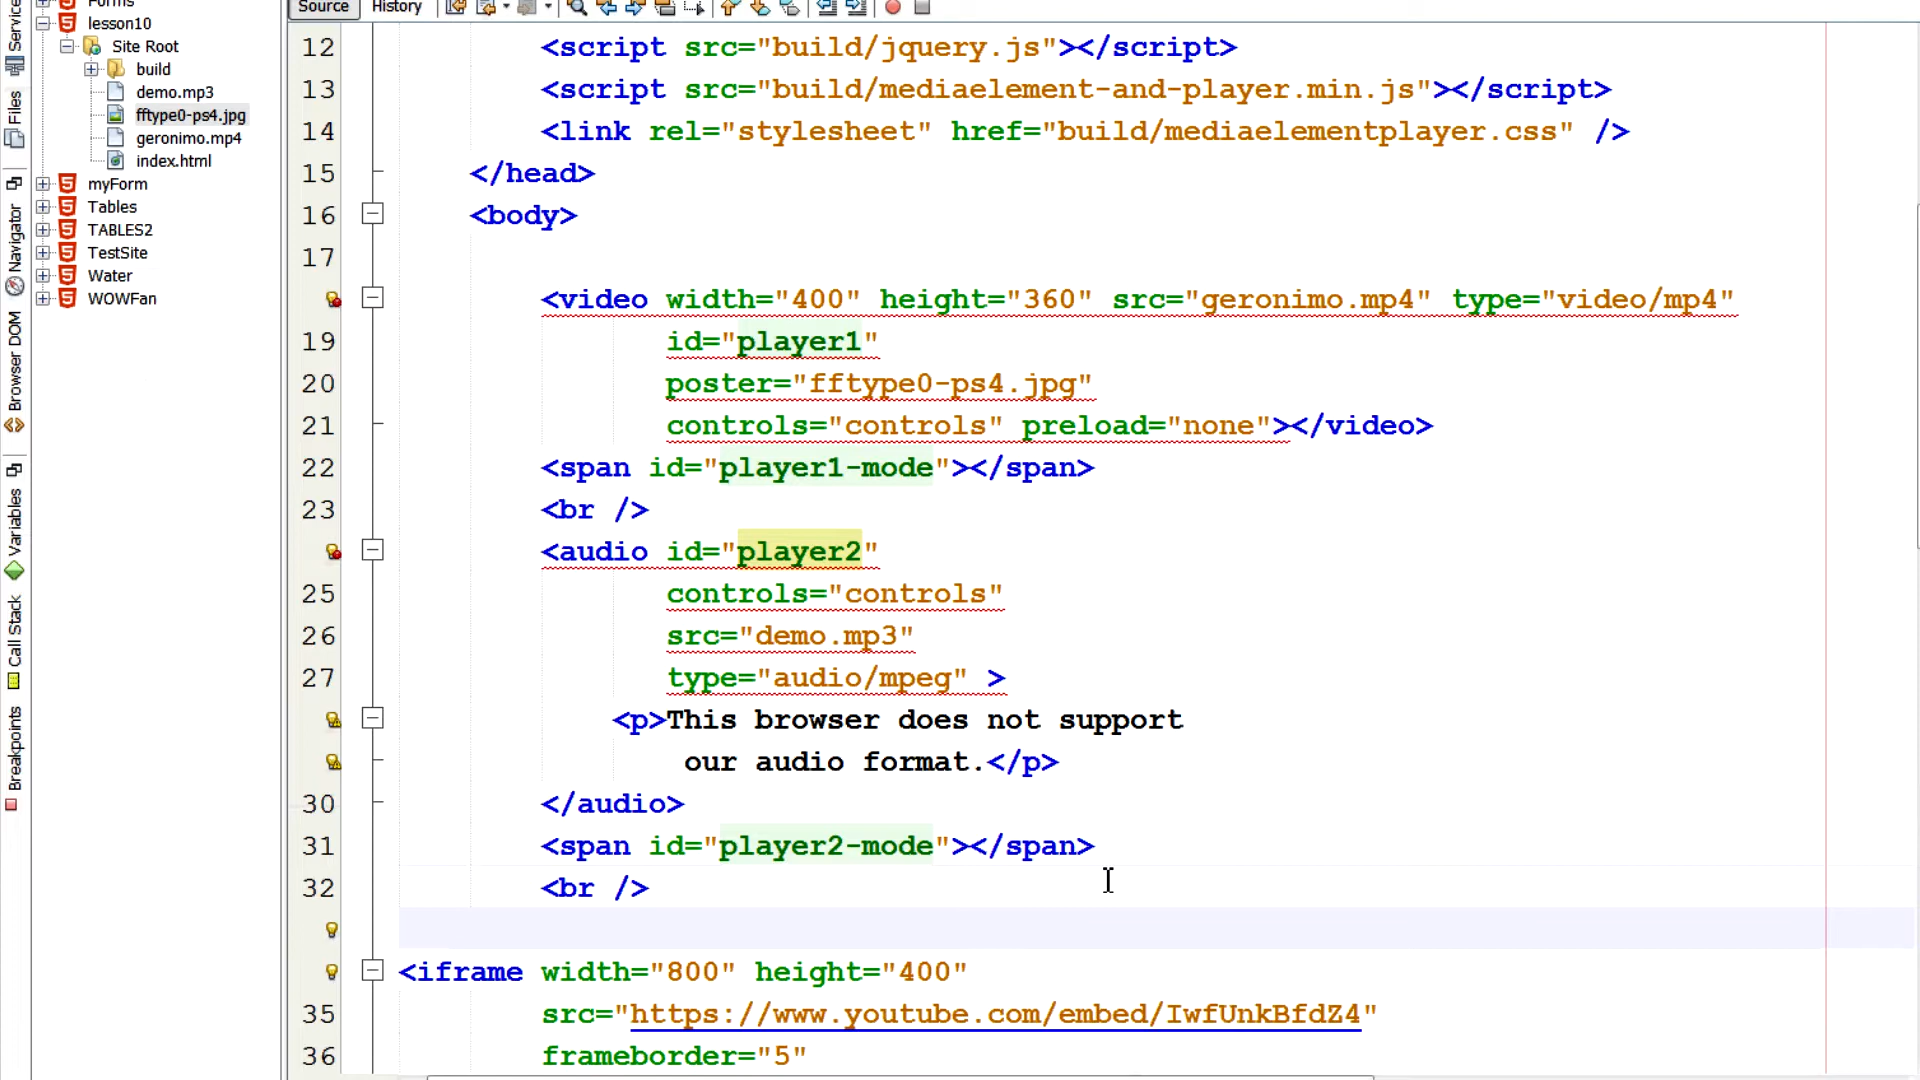 Source History
Forms
lesson10
Site Root
build
demo.mp3
fftype0-ps4.jpg
geronimo.mp4
index.html
myForm
Tables
TABLES2
TestSite
Water
WOWFan
Files
Navigator
Browser DOM
Variables
Call Stack
Breakpoints
12 <script src="build/jquery.js"></script>
13 <script src="build/mediaelement-and-player.min.js"></script>
14 <link rel="stylesheet" href="build/mediaelementplayer.css" />
15 </head>
16 <body>
17
<video width="400" height="360" src="geronimo.mp4" type="video/mp4"
19 id="player1"
20 poster="fftype0-ps4.jpg"
21 controls="controls" preload="none"></video>
22 <span id="player1-mode"></span>
23 <br />
<audio id="player2"
25 controls="controls"
26 src="demo.mp3"
27 type="audio/mpeg" >
<p>This browser does not support
our audio format.</p>
30 </audio>
31 <span id="player2-mode"></span>
32 <br />
<iframe width="800" height="400"
35 src="https://www.youtube.com/embed/IwfUnkBfdZ4"
36 frameborder="5"